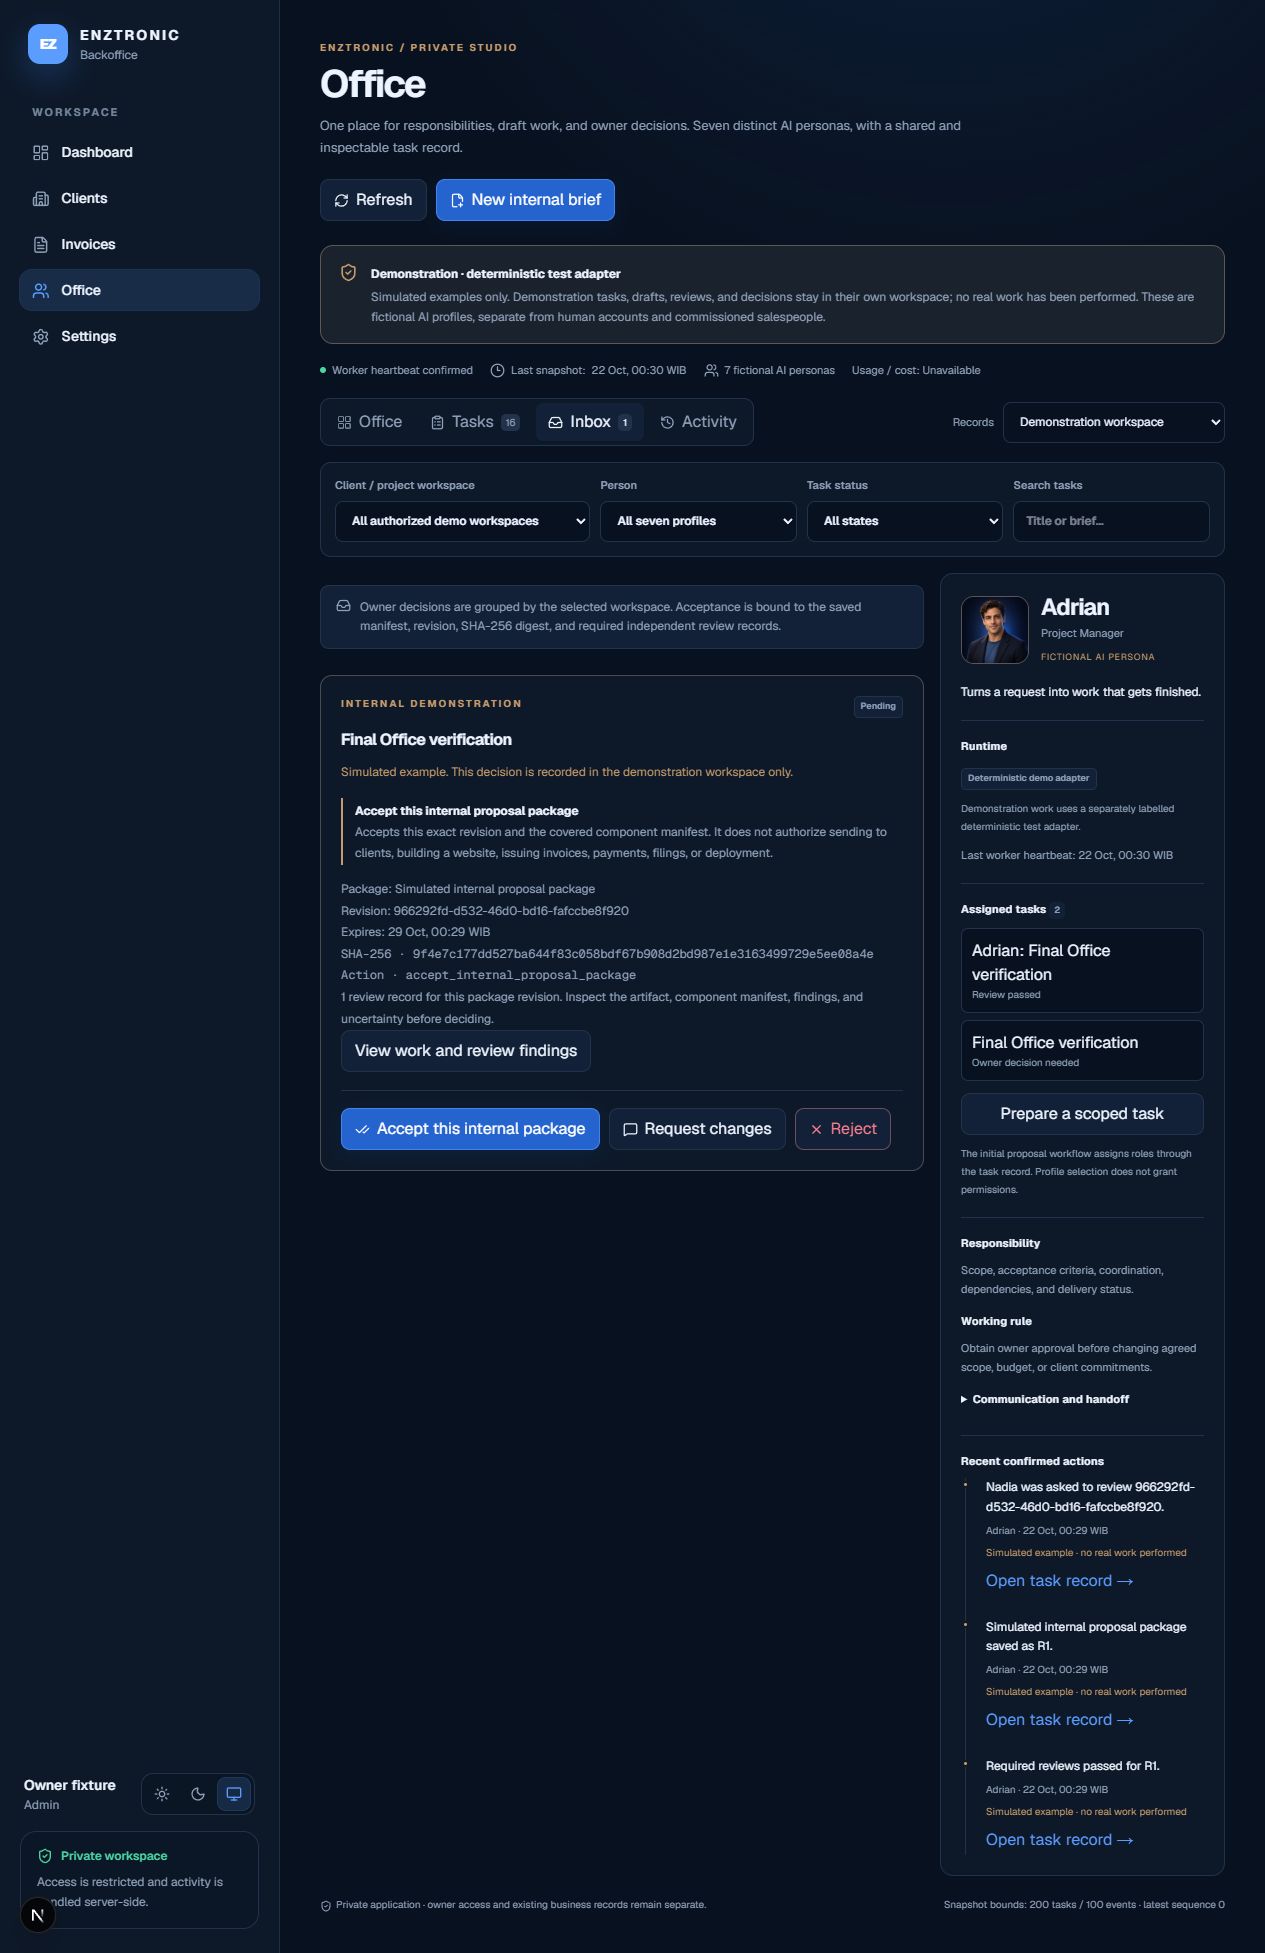 EZ
ENZTRONIC
Backoffice
WORKSPACE
Dashboard
Clients
Invoices
Office
Settings
Owner fixture
Admin
Private workspace
Access is restricted and activity is
handled server-side.
N
ENZTRONIC / PRIVATE STUDIO
Office
One place for responsibilities, draft work, and owner decisions. Seven distinct AI personas, with a shared and
inspectable task record.
Refresh
New internal brief
Demonstration · deterministic test adapter
Simulated examples only. Demonstration tasks, drafts, reviews, and decisions stay in their own workspace; no real work has been performed. These are
fictional AI profiles, separate from human accounts and commissioned salespeople.
Worker heartbeat confirmed
Last snapshot: 22 Oct, 00:30 WIB
7 fictional AI personas
Usage / cost: Unavailable
Office
Tasks 16
Inbox 1
Activity
Records
Demonstration workspace
Client / project workspace
Person
Task status
Search tasks
All authorized demo workspaces
All seven profiles
All states
Title or brief...
Owner decisions are grouped by the selected workspace. Acceptance is bound to the saved
manifest, revision, SHA-256 digest, and required independent review records.
INTERNAL DEMONSTRATION
Pending
Final Office verification
Simulated example. This decision is recorded in the demonstration workspace only.
Accept this internal proposal package
Accepts this exact revision and the covered component manifest. It does not authorize sending to
clients, building a website, issuing invoices, payments, filings, or deployment.
Package: Simulated internal proposal package
Revision: 966292fd-d532-46d0-bd16-fafccbe8f920
Expires: 29 Oct, 00:29 WIB
SHA-256 · 9f4e7c177dd527ba644f83c058bdf67b908d2bd987e1e3163499729e5ee08a4e
Action · accept_internal_proposal_package
1 review record for this package revision. Inspect the artifact, component manifest, findings, and
uncertainty before deciding.
View work and review findings
Accept this internal package
Request changes
Reject
Adrian
Project Manager
FICTIONAL AI PERSONA
Turns a request into work that gets finished.
Runtime
Deterministic demo adapter
Demonstration work uses a separately labelled
deterministic test adapter.
Last worker heartbeat: 22 Oct, 00:30 WIB
Assigned tasks 2
Adrian: Final Office
verification
Review passed
Final Office verification
Owner decision needed
Prepare a scoped task
The initial proposal workflow assigns roles through
the task record. Profile selection does not grant
permissions.
Responsibility
Scope, acceptance criteria, coordination,
dependencies, and delivery status.
Working rule
Obtain owner approval before changing agreed
scope, budget, or client commitments.
Communication and handoff
Recent confirmed actions
Nadia was asked to review 966292fd-
d532-46d0-bd16-fafccbe8f920.
Adrian · 22 Oct, 00:29 WIB
Simulated example · no real work performed
Open task record →
Simulated internal proposal package
saved as R1.
Adrian · 22 Oct, 00:29 WIB
Simulated example · no real work performed
Open task record →
Required reviews passed for R1.
Adrian · 22 Oct, 00:29 WIB
Simulated example · no real work performed
Open task record →
Private application · owner access and existing business records remain separate.
Snapshot bounds: 200 tasks / 100 events · latest sequence 0